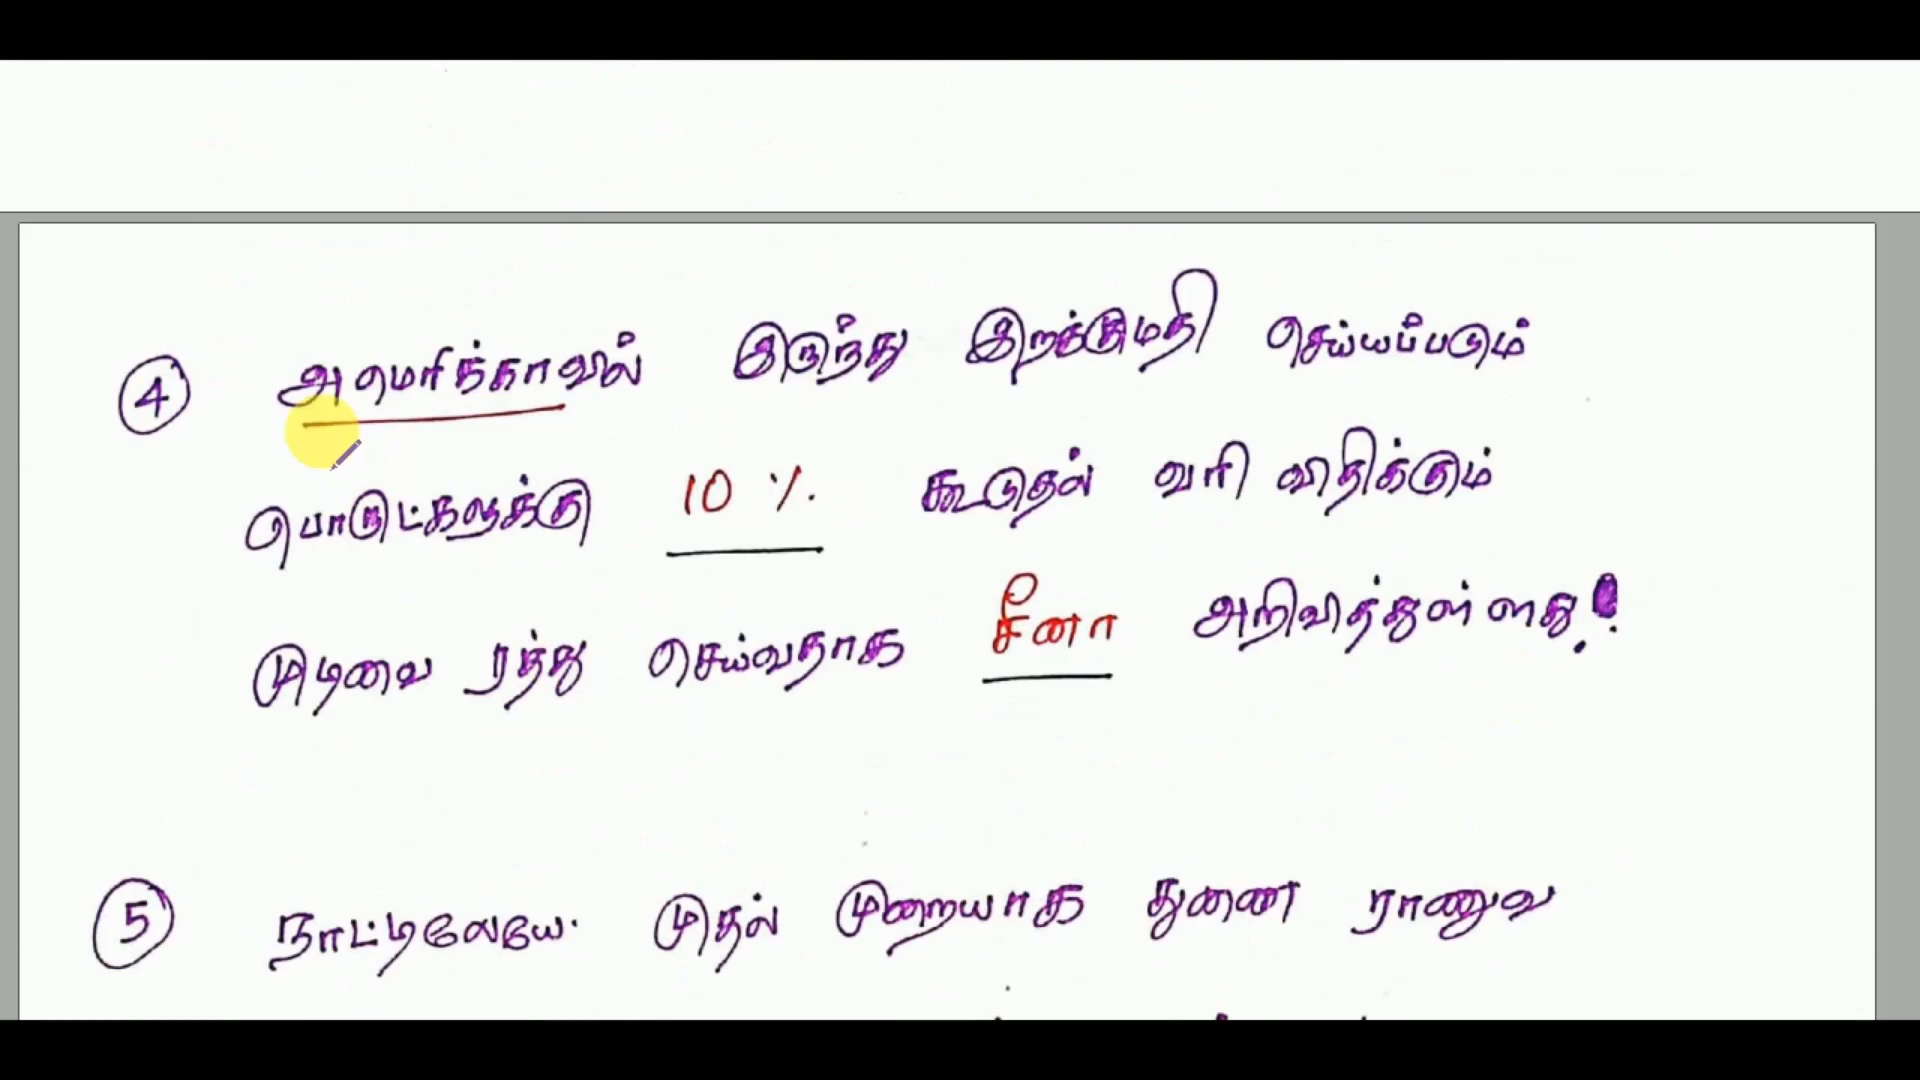 ④ அமெரிக்காவில் இருந்து இறக்குமதி செய்யப்படும்
பொருட்களுக்கு 10 % கூடுதல் வரி விதிக்கும்
முடிவை ரத்து செய்வதாக சீனா அறிவித்துள்ளது!
⑤ நாட்டிலேயே முதல் முறையாக துணை ராணுவ